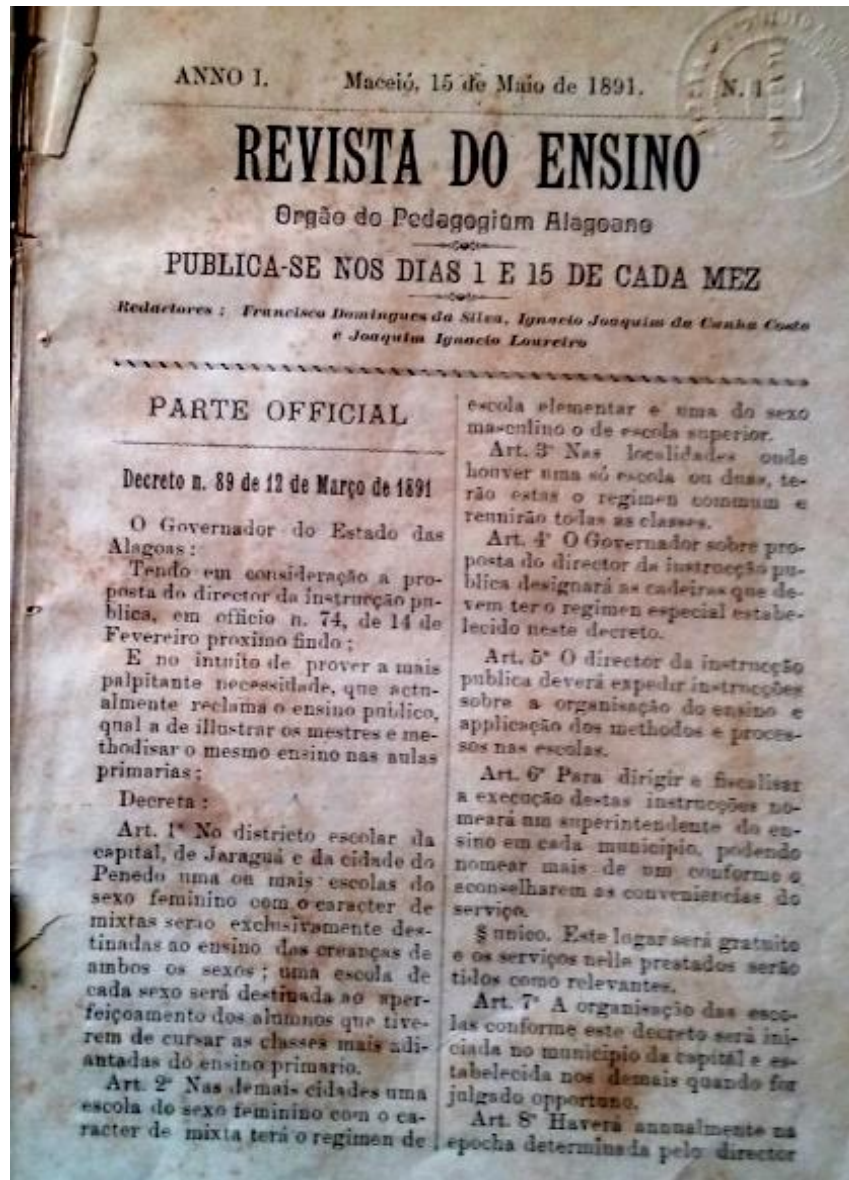 ANNO I. Maceió, 15 de Maio de 1891. N. 1
REVISTA DO ENSINO
Orgão do Pedagogium Alagoano
PUBLICA-SE NOS DIAS 1 E 15 DE CADA MEZ
Redactores : Francisco Domingues da Silva, Ignacio Joaquim da Cunha Costa
e Joaquim Ignacio Loureiro
PARTE OFFICIAL
Decreto n. 89 de 12 de Março de 1891
O Governador do Estado das
Alagoas :
Tendo em consideração a pro-
posta do director da instrucção pu-
blica, em officio n. 74, de 14 de
Fevereiro proximo findo ;
E no intuito de prover a mais
palpitante necessidade, que actu-
almente reclama o ensino publico,
qual a de illustrar os mestres e me-
thodisar o mesmo ensino nas aulas
primarias ;
Decreta :
Art. 1º No districto escolar da
capital, de Jaraguá e da cidade do
Penedo uma ou mais escolas do
sexo feminino com o caracter de
mixtas serão exclusivamente des-
tinadas ao ensino das creanças de
ambos os sexos ; uma escola de
cada sexo será destinada ao aper-
feiçoamento dos alumnos que tive-
rem de cursar as classes mais adi-
antadas do ensino primario.
Art. 2º Nas demais cidades uma
escola do sexo feminino com o ca-
racter de mixta terá o regimen de
escola elementar e uma do sexo
masculino o de escola superior.
Art. 3º Nas localidades onde
houver uma só escola ou duas, te-
rão estas o regimen commum e
reunirão todas as classes.
Art. 4º O Governador sobre pro-
posta do director da instrucção pu-
blica designará as cadeiras que de-
vem ter o regimen especial estabe-
lecido neste decreto.
Art. 5º O director da instrucção
publica deverá expedir instrucções
sobre a organisação do ensino e
applicação dos methodos e proces-
sos nas escolas.
Art. 6º Para dirigir e fiscalisar
a execução destas instrucções no-
meará um superintendente do en-
sino em cada municipio, podendo
nomear mais de um conforme o
aconselharem as conveniencias do
serviço.
§ unico. Este logar será gratuito
e os serviços nelle prestados serão
tidos como relevantes.
Art. 7º A organisação das esco-
las conforme este decreto será ini-
ciada no municipio da capital e es-
tabelecida nos demais quando for
julgado opportuno.
Art. 8º Haverá annualmente na
epocha determinada pelo director